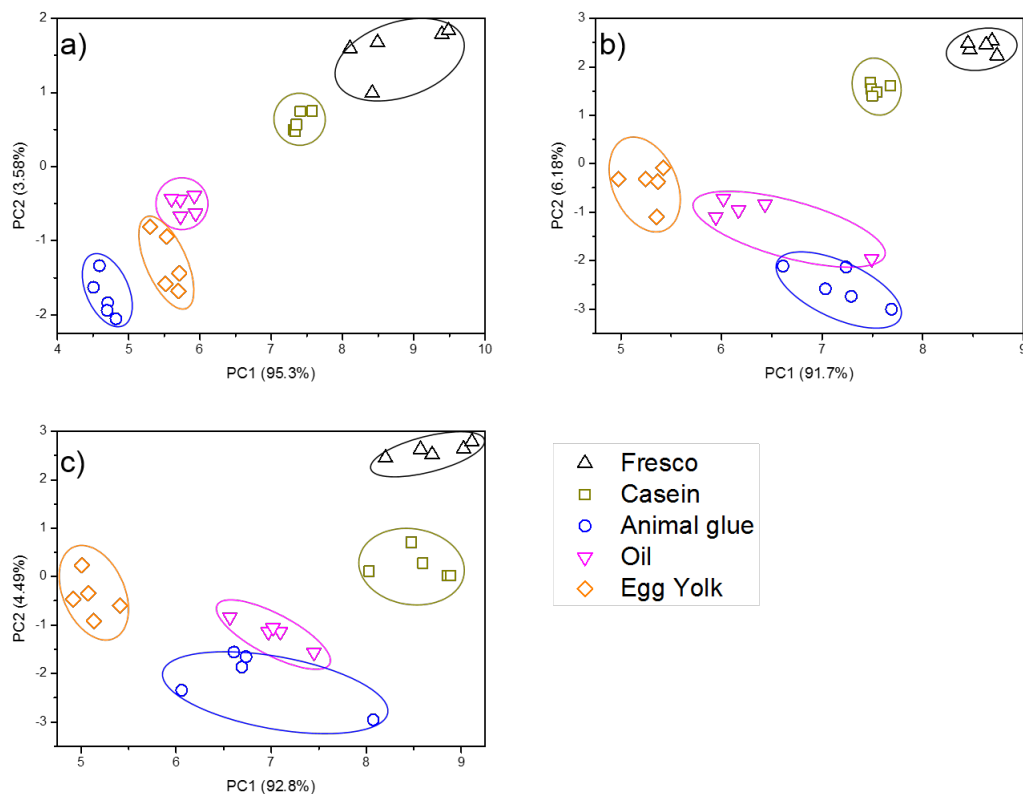 a)
2
1
0
-1
-2
PC2 (3.58%)
4 5 6 7 8 9 10
PC1 (95.3%)
b)
3
2
1
0
-1
-2
-3
PC2 (6.18%)
5 6 7 8 9
PC1 (91.7%)
c)
3
2
1
0
-1
-2
-3
PC2 (4.49%)
5 6 7 8 9
PC1 (92.8%)
Fresco
Casein
Animal glue
Oil
Egg Yolk